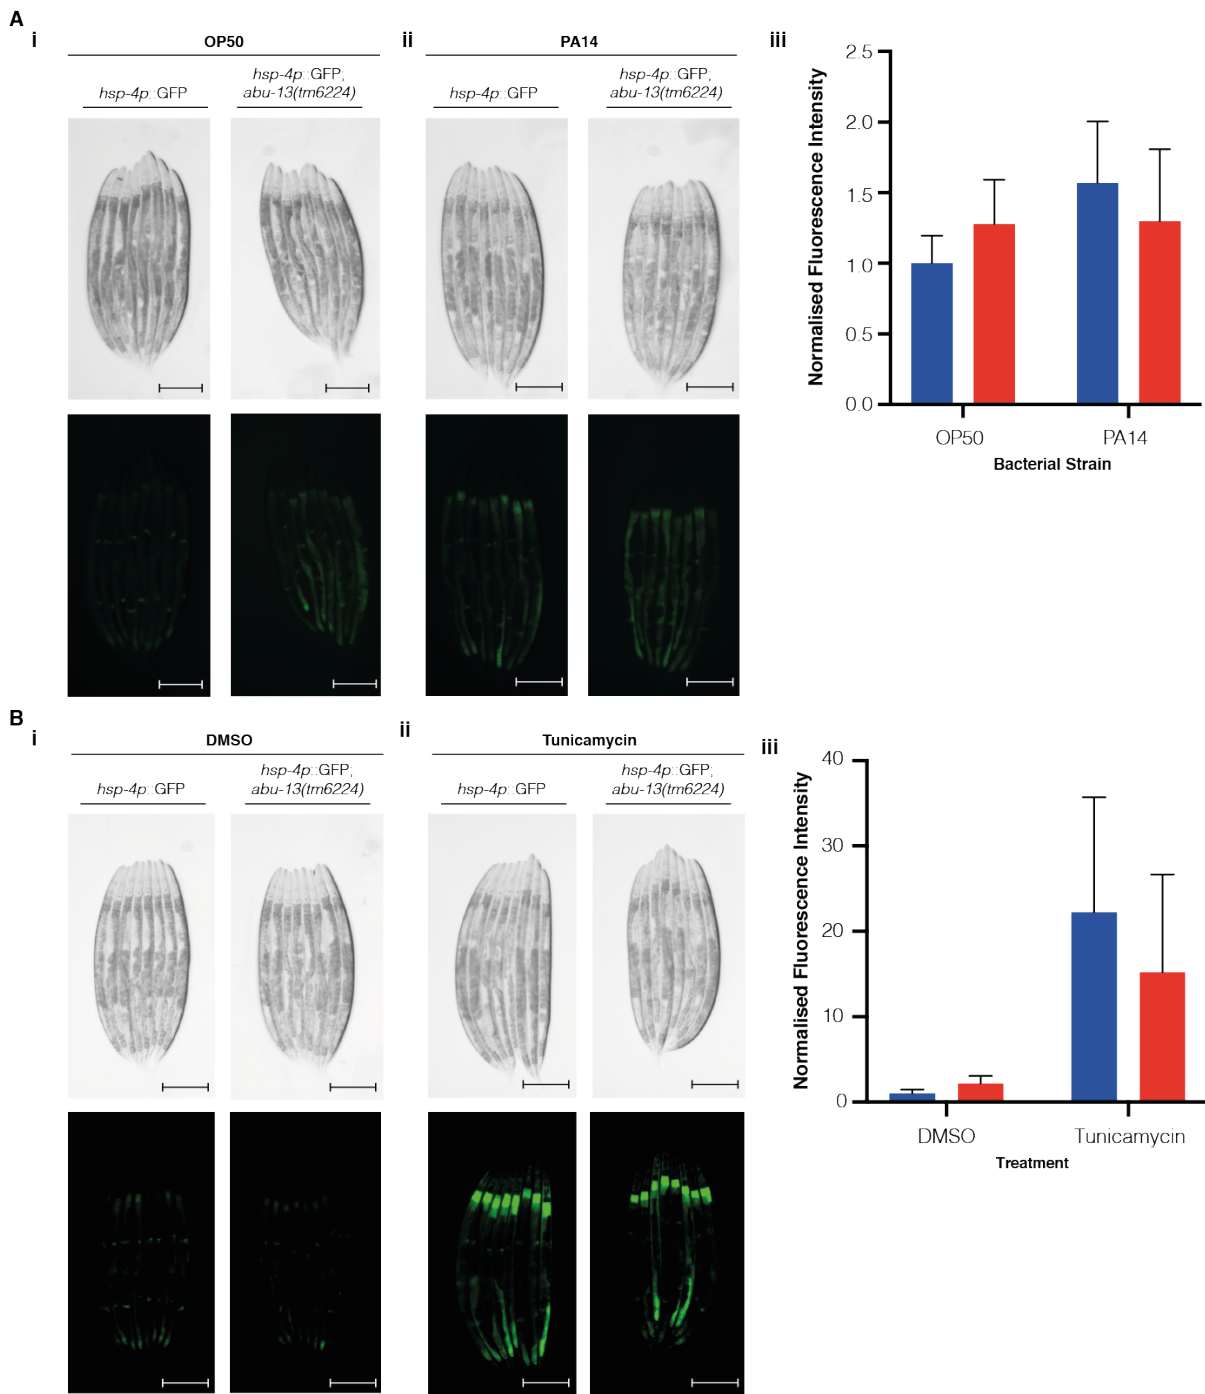 A
i
OP50
hsp-4p::GFP
hsp-4p::GFP;
abu-13(tm6224)
ii
PA14
hsp-4p::GFP
hsp-4p::GFP;
abu-13(tm6224)
iii
Normalised Fluorescence Intensity
2.5
2.0
1.5
1.0
0.5
0.0
OP50
PA14
Bacterial Strain
B
i
DMSO
hsp-4p::GFP
hsp-4p::GFP;
abu-13(tm6224)
ii
Tunicamycin
hsp-4p::GFP
hsp-4p::GFP;
abu-13(tm6224)
iii
Normalised Fluorescence Intensity
40
30
20
10
0
DMSO
Tunicamycin
Treatment